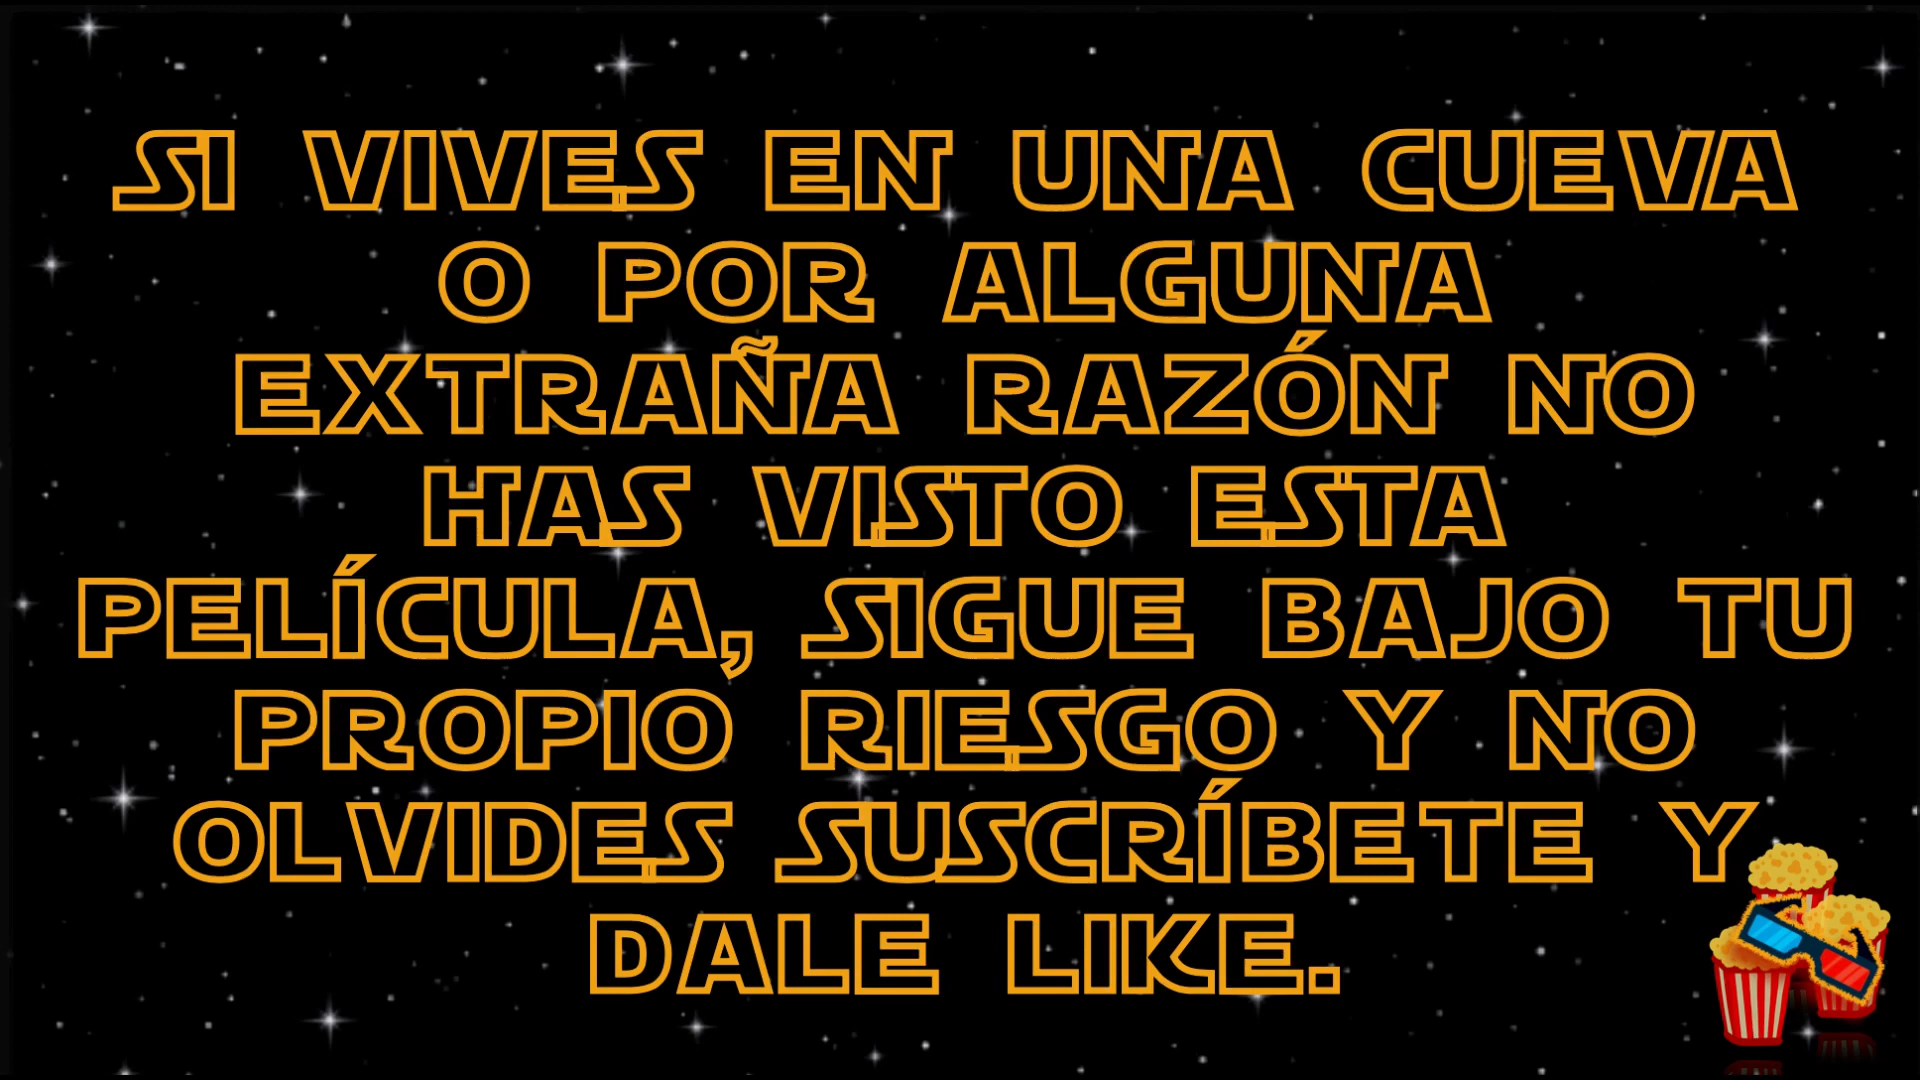 SI VIVES EN UNA CUEVA
O POR ALGUNA
EXTRAÑA RAZÓN NO
HAS VISTO ESTA
PELÍCULA, SIGUE BAJO TU
PROPIO RIESGO Y NO
OLVIDES SUSCRÍBETE Y
DALE LIKE.